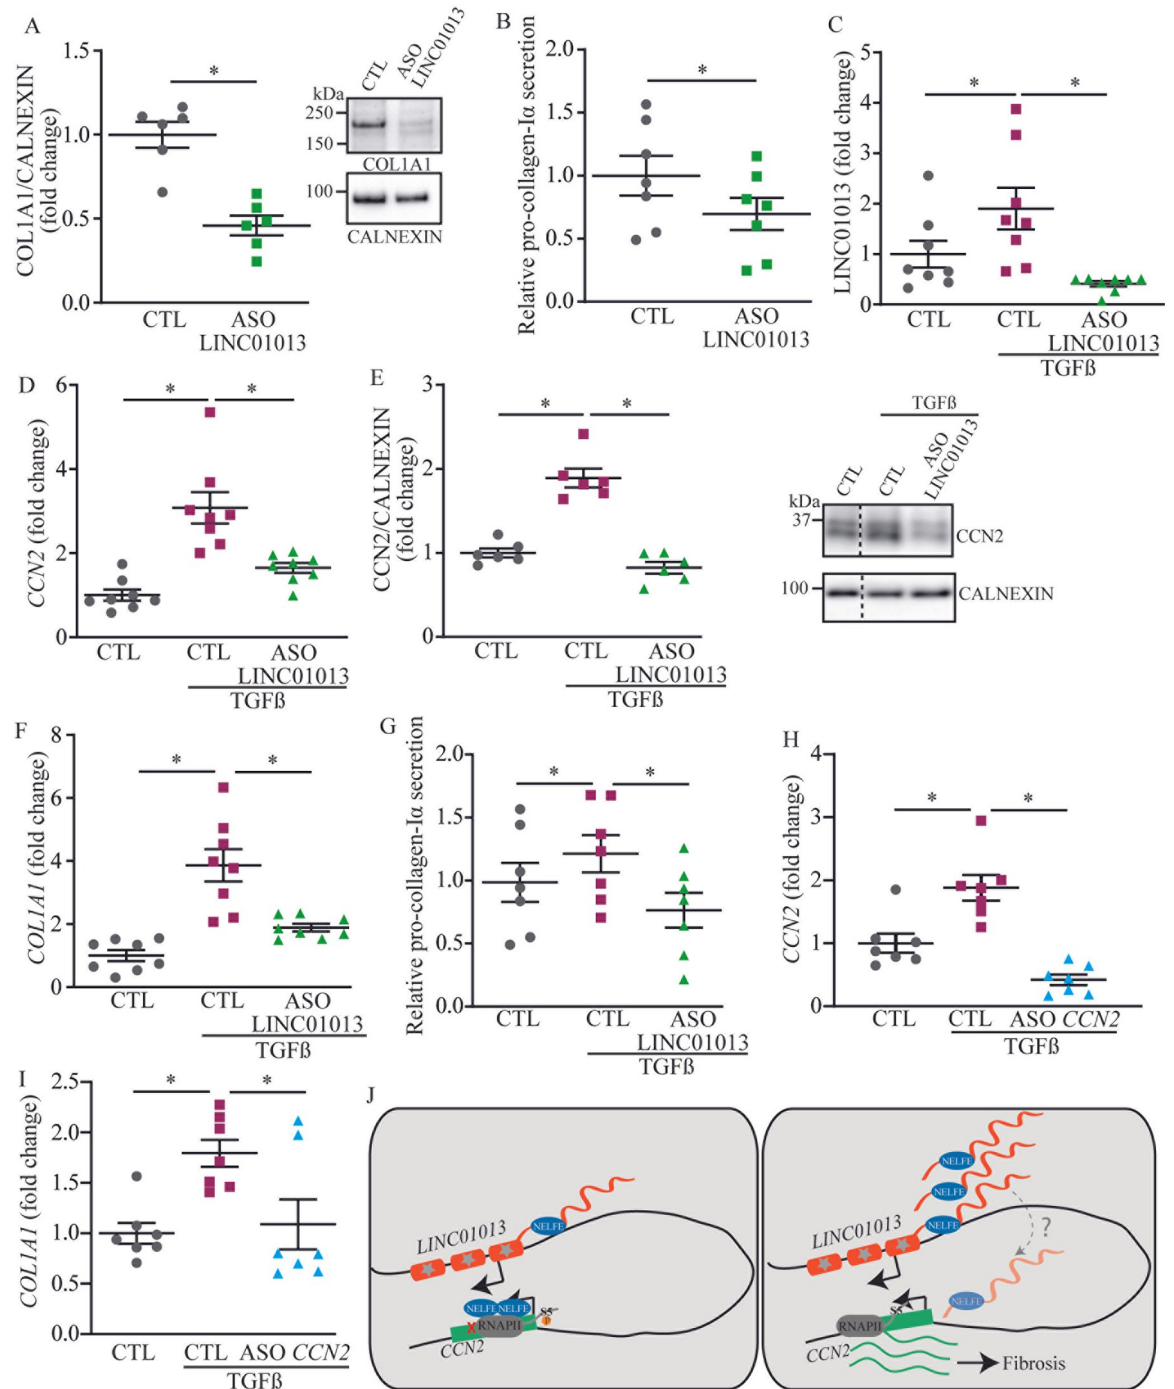 A
COL1A1/CALNEXIN
(fold change)
1.5
1.0
0.5
0.0
*
CTL
ASO
LINC01013
kDa
CTL
ASO
LINC01013
250
150
COL1A1
100
CALNEXIN
B
Relative pro-collagen-Iα secretion
2.0
1.5
1.0
0.5
0.0
*
CTL
ASO
LINC01013
C
LINC01013 (fold change)
5
4
3
2
1
0
*
*
CTL
CTL
ASO
LINC01013
TGFß
D
CCN2 (fold change)
6
4
2
0
*
*
CTL
CTL
ASO
LINC01013
TGFß
E
CCN2/CALNEXIN
(fold change)
3
2
1
0
*
*
CTL
CTL
ASO
LINC01013
TGFß
TGFß
CTL
CTL
ASO
LINC01013
kDa
37
CCN2
100
CALNEXIN
F
COL1A1 (fold change)
8
6
4
2
0
*
*
CTL
CTL
ASO
LINC01013
TGFß
G
Relative pro-collagen-Iα secretion
2.0
1.5
1.0
0.5
0.0
*
*
CTL
CTL
ASO
LINC01013
TGFß
H
CCN2 (fold change)
4
3
2
1
0
*
*
CTL
CTL ASO CCN2
TGFß
I
COL1A1 (fold change)
2.5
2.0
1.5
1.0
0.5
0.0
*
*
CTL
CTL ASO CCN2
TGFß
J
LINC01013
NELFE
NELFE NELFE
S5
P
X
RNAPII
CCN2
NELFE
NELFE
NELFE
LINC01013
?
NELFE
S5
RNAPII
CCN2
Fibrosis